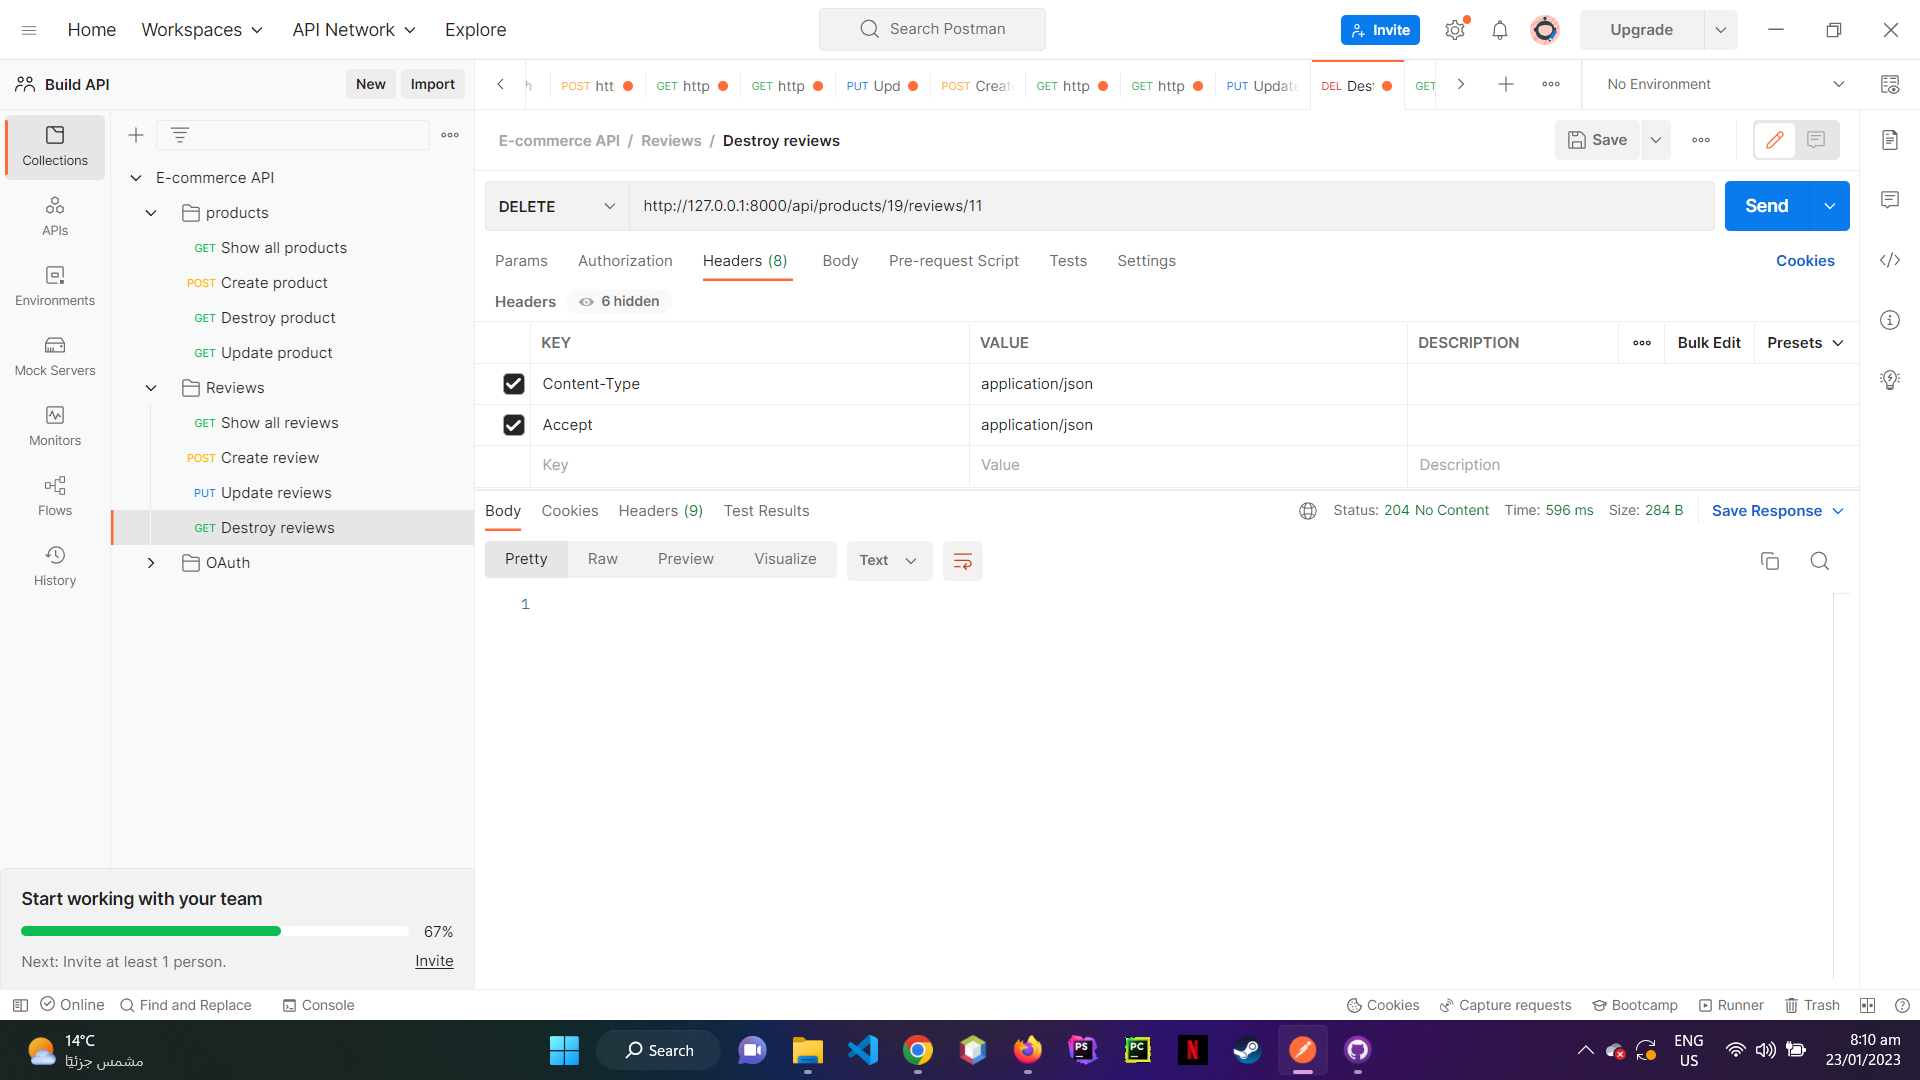 Home Workspaces API Network Explore Search Postman Invite Upgrade
Build API New Import
POST htt GET http GET http PUT Upd POST Creat GET http GET http PUT Update DEL Dest GET No Environment
E-commerce API / Reviews / Destroy reviews Save
DELETE http://127.0.0.1:8000/api/products/19/reviews/11 Send
Params Authorization Headers (8) Body Pre-request Script Tests Settings Cookies
Headers 6 hidden
KEY VALUE DESCRIPTION Bulk Edit Presets
Content-Type application/json
Accept application/json
Key Value Description
Body Cookies Headers (9) Test Results Status: 204 No Content Time: 596 ms Size: 284 B Save Response
Pretty Raw Preview Visualize Text
1
Collections
APIs
Environments
Mock Servers
Monitors
Flows
History
E-commerce API
products
GET Show all products
POST Create product
GET Destroy product
GET Update product
Reviews
GET Show all reviews
POST Create review
PUT Update reviews
GET Destroy reviews
OAuth
Start working with your team
67%
Next: Invite at least 1 person. Invite
Online Find and Replace Console Cookies Capture requests Bootcamp Runner Trash
14°C
مشمس جزئيًا
Search
PS
PC
N
ENG
US
8:10 am
23/01/2023